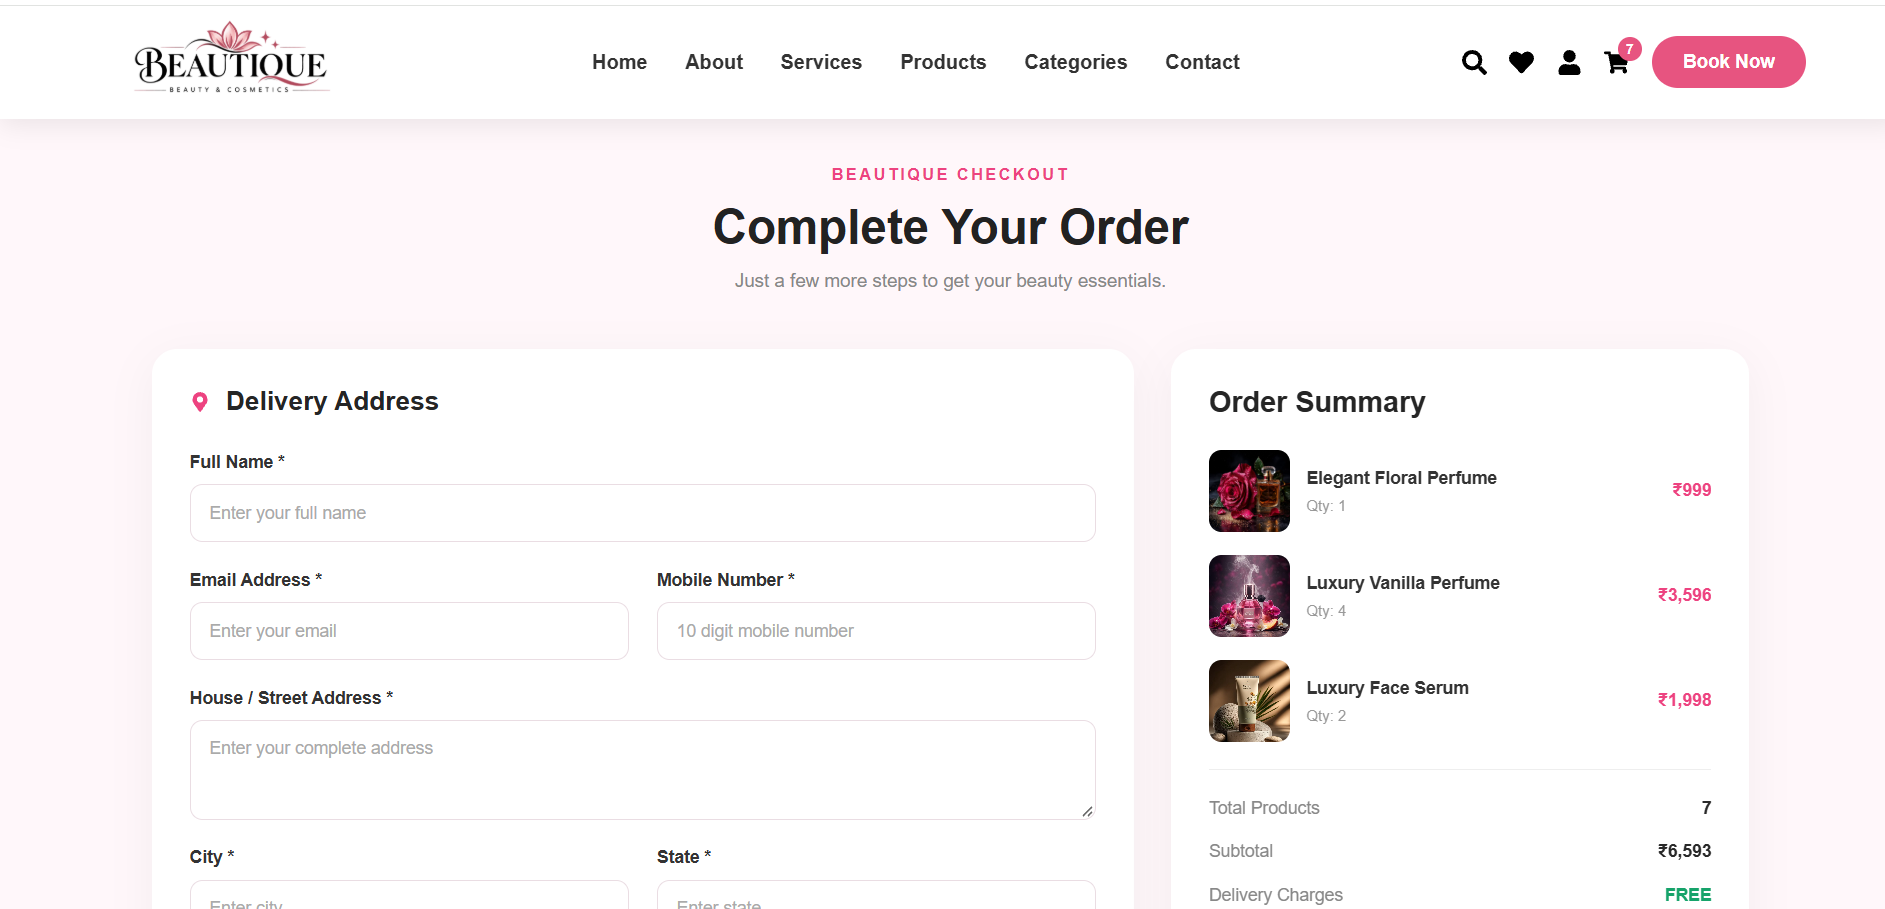 BEAUTIQUE
BEAUTY & COSMETICS
Home
About
Services
Products
Categories
Contact
7
Book Now
BEAUTIQUE CHECKOUT
Complete Your Order
Just a few more steps to get your beauty essentials.
Delivery Address
Full Name *
Enter your full name
Email Address *
Enter your email
Mobile Number *
10 digit mobile number
House / Street Address *
Enter your complete address
City *
Enter city
State *
Enter state
Order Summary
Elegant Floral Perfume
Qty: 1
₹999
Luxury Vanilla Perfume
Qty: 4
₹3,596
Luxury Face Serum
Qty: 2
₹1,998
Total Products 7
Subtotal ₹6,593
Delivery Charges FREE